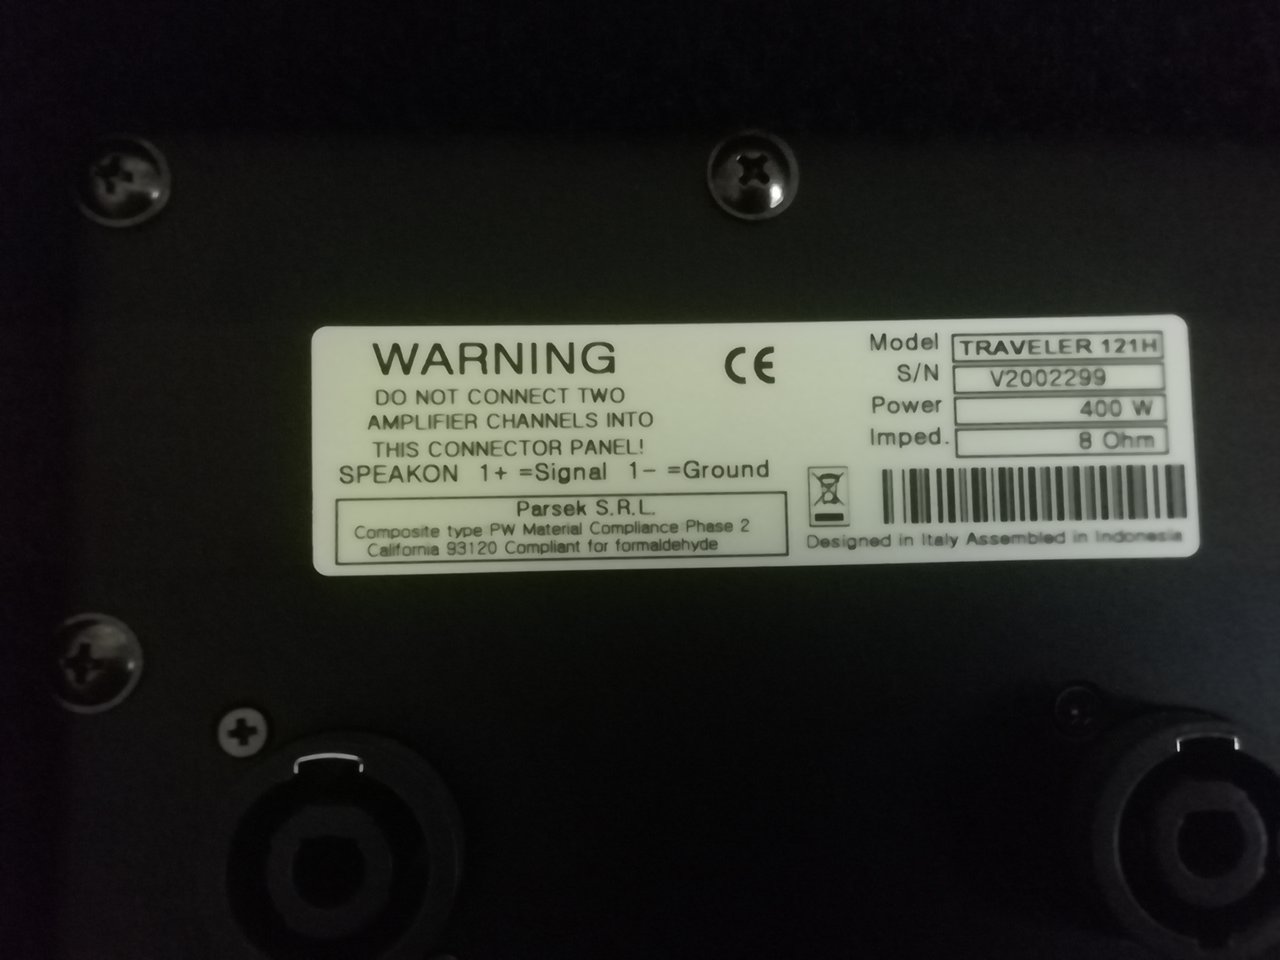 WARNING
DO NOT CONNECT TWO
AMPLIFIER CHANNELS INTO
THIS CONNECTOR PANEL!
SPEAKON 1+ =Signal 1- =Ground
Parsek S.R.L.
Composite type PW Material Compliance Phase 2
California 93120 Compliant for formaldehyde
CE
Model TRAVELER 121H
S/N V2002299
Power 400 W
Imped. 8 Ohm
Designed in Italy Assembled in Indonesia